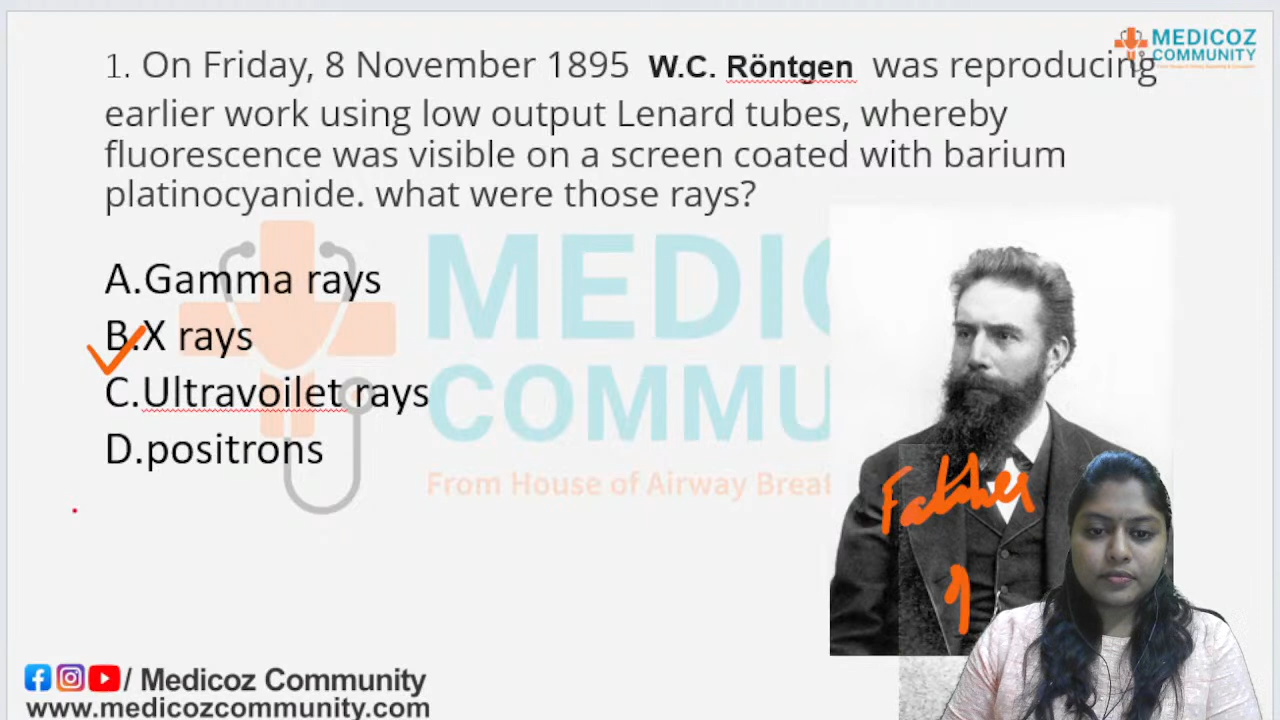 MEDICOZ
COMMUNITY
1. On Friday, 8 November 1895 W.C. Röntgen was reproducing
earlier work using low output Lenard tubes, whereby
fluorescence was visible on a screen coated with barium
platinocyanide. what were those rays?
A.Gamma rays
B.X rays
C.Ultravoilet rays
D.positrons
MEDIC
COMMU
From House of Airway Breat
Father
/ Medicoz Community
www.medicozcommunity.com